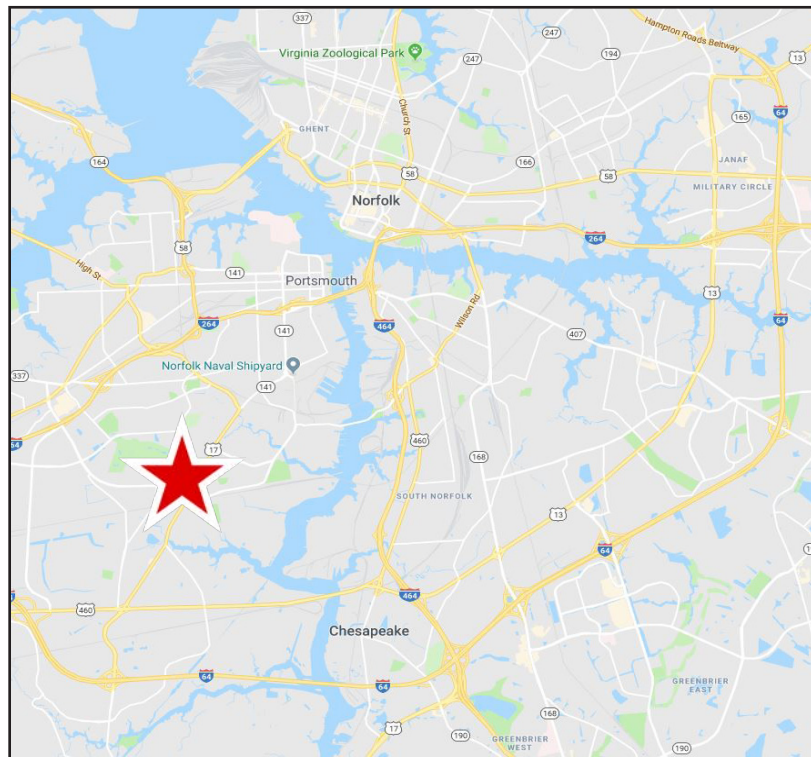 Hampton Roads Beltway
247
247
194
13
Virginia Zoological Park
64
Church St
165
GHENT
164
166
JANAF
58
58
MILITARY CIRCLE
Norfolk
264
58
High St
141
Portsmouth
13
264
141
464
Wilson Rd
407
64
Norfolk Naval Shipyard
337
337
141
64
17
460
168
SOUTH NORFOLK
13
64
64
460
464
Chesapeake
64
64
GREENBRIER
EAST
17
168
190
GREENBRIER
WEST
190